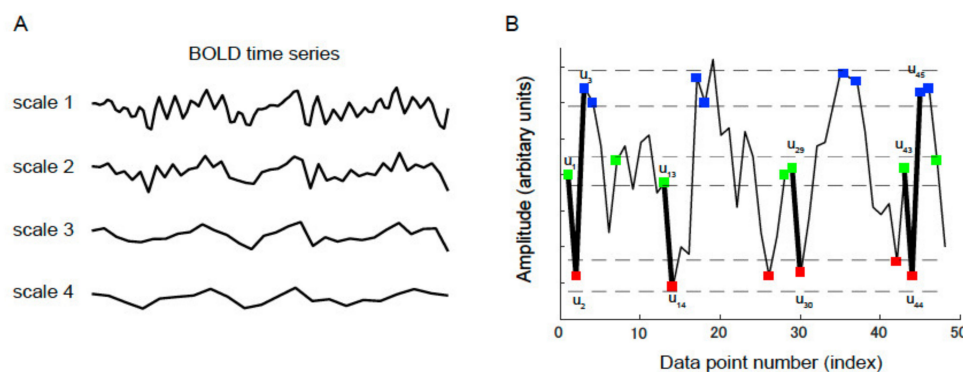 A
BOLD time series
scale 1
scale 2
scale 3
scale 4
B
Amplitude (arbitary units)
u3
u45
u1
u13
u29
u43
u2
u14
u30
u44
0
10
20
30
40
50
Data point number (index)